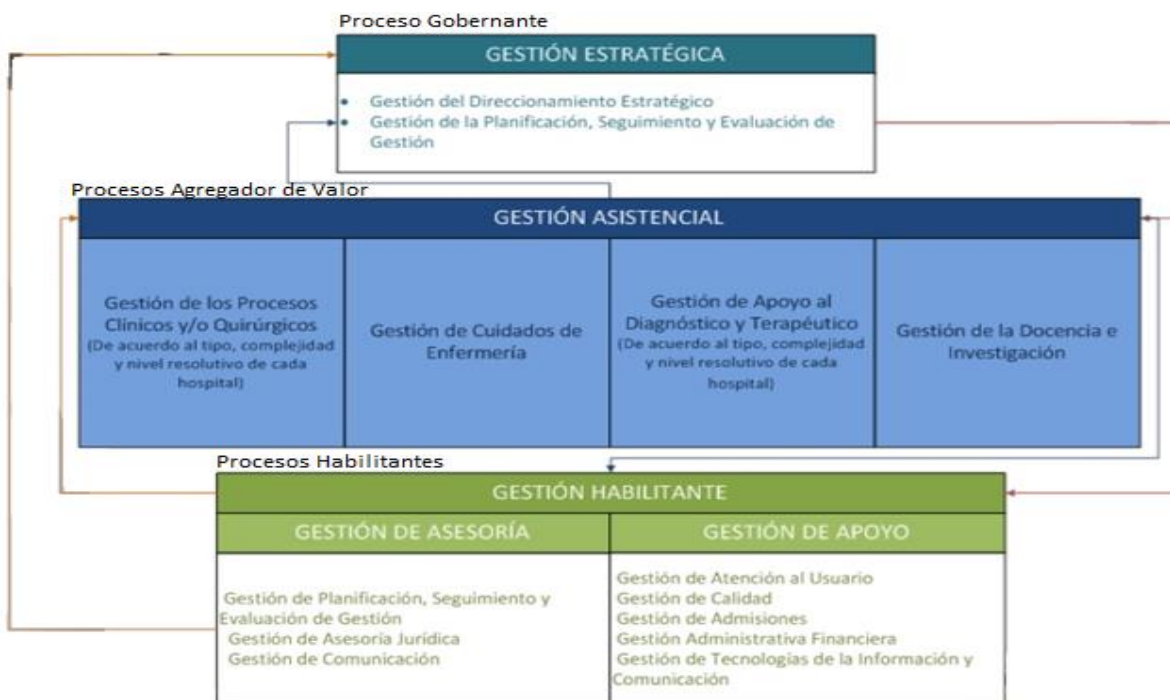 Proceso Gobernante
GESTIÓN ESTRATÉGICA
• Gestión del Direccionamiento Estratégico
• Gestión de la Planificación, Seguimiento y Evaluación de
Gestión
Procesos Agregador de Valor
GESTIÓN ASISTENCIAL
Gestión de los Procesos
Clínicos y/o Quirúrgicos
(De acuerdo al tipo, complejidad
y nivel resolutivo de cada
hospital)
Gestión de Cuidados de
Enfermería
Gestión de Apoyo al
Diagnóstico y Terapéutico
(De acuerdo al tipo, complejidad
y nivel resolutivo de cada
hospital)
Gestión de la Docencia e
Investigación
Procesos Habilitantes
GESTIÓN HABILITANTE
GESTIÓN DE ASESORÍA
Gestión de Planificación, Seguimiento y
Evaluación de Gestión
Gestión de Asesoría Jurídica
Gestión de Comunicación
GESTIÓN DE APOYO
Gestión de Atención al Usuario
Gestión de Calidad
Gestión de Admisiones
Gestión Administrativa Financiera
Gestión de Tecnologías de la Información y
Comunicación